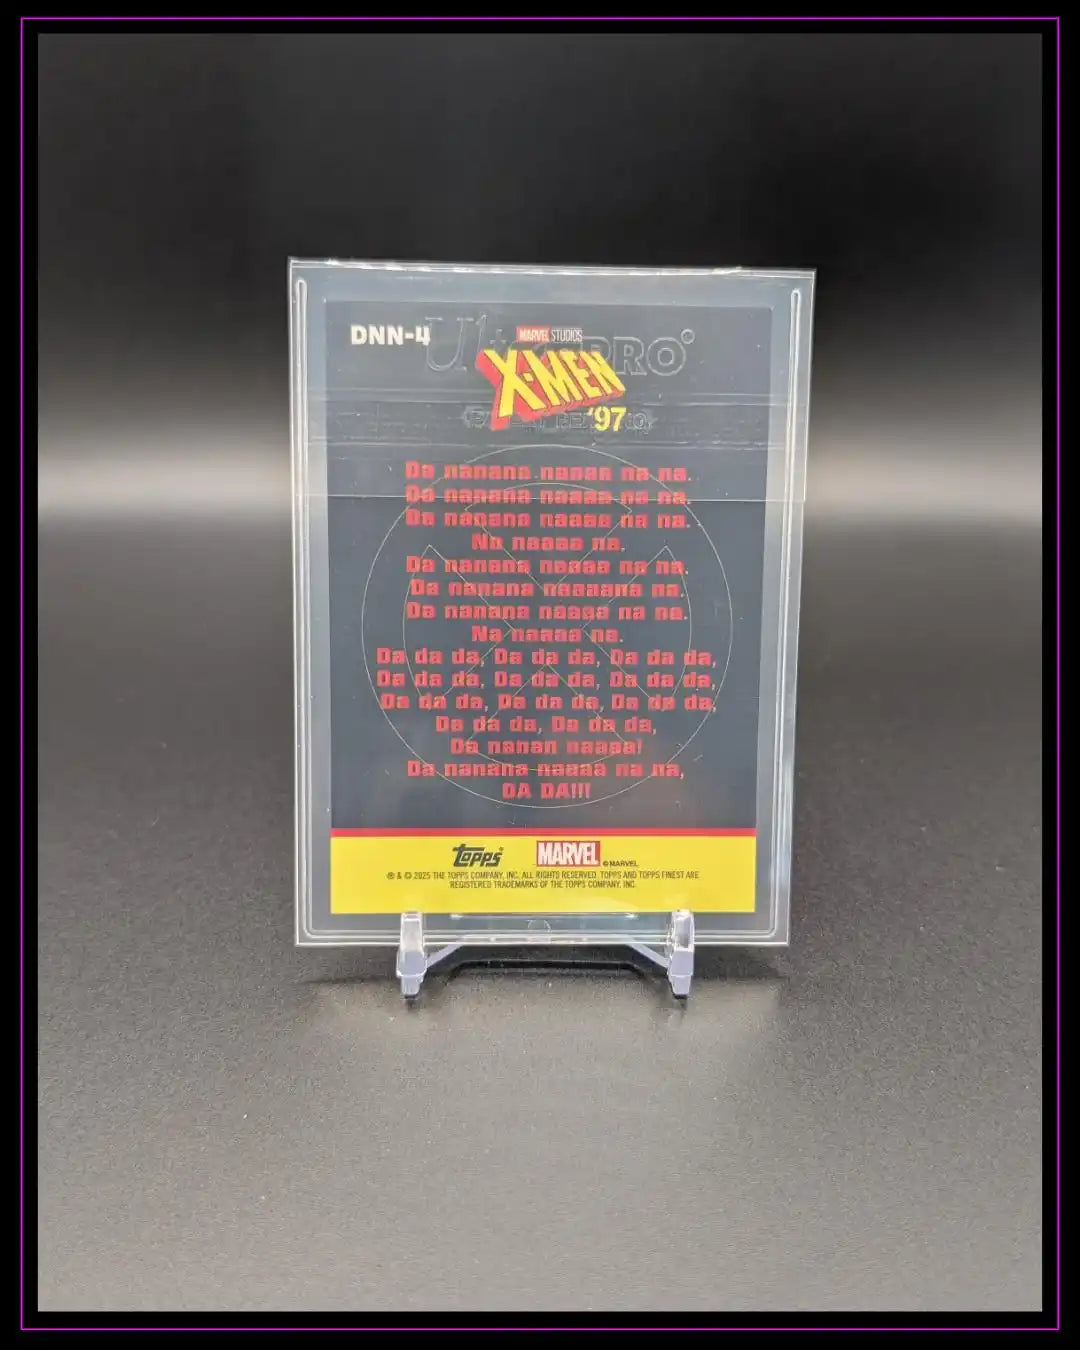 DNN-4
Ultra PRO
MARVEL STUDIOS
X-MEN
'97
Da nanana nanan na na.
Da nanana naaaa na na.
Da nanana naaaa na na.
Na naaaa na.
Da nanana naaaa na na.
Da nanana naaaana na.
Da nanana naaaa na na.
Na naaaa na.
Da da da, Da da da, Da da da,
Da da da, Da da da, Da da da,
Da da da, Da da da, Da da da,
Da da da, Da da da,
Da nanan naaaa!
Da nanana naaaa na na,
DA DA!!!
Topps MARVEL © MARVEL
® & © 2025 THE TOPPS COMPANY, INC. ALL RIGHTS RESERVED. TOPPS AND TOPPS FINEST ARE
REGISTERED TRADEMARKS OF THE TOPPS COMPANY, INC.